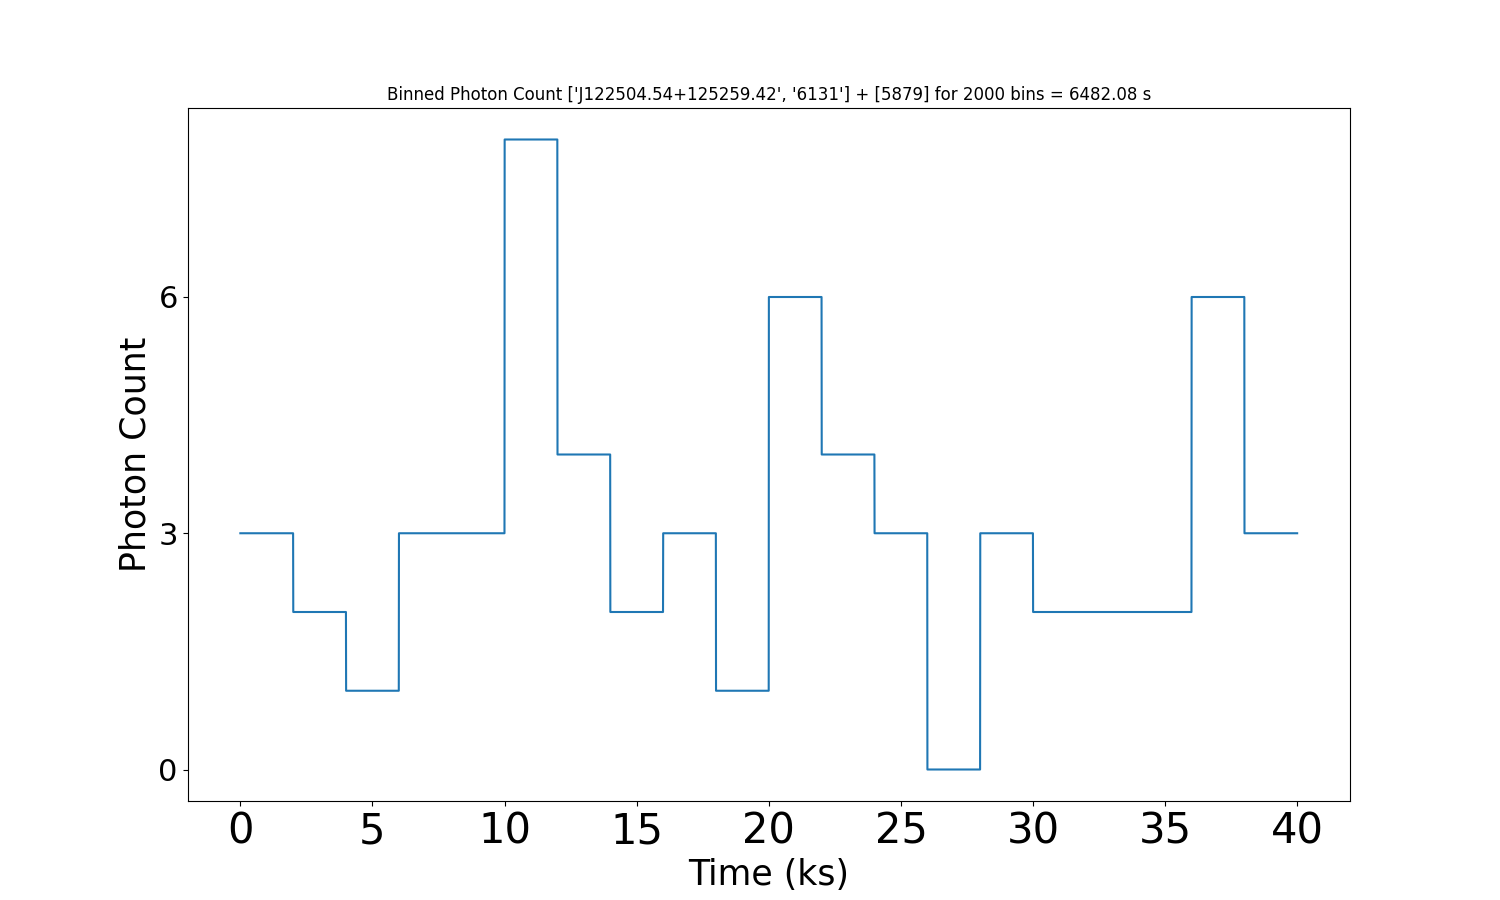 Binned Photon Count ['J122504.54+125259.42', '6131'] + [5879] for 2000 bins = 6482.08 s
6
3
0
Photon Count
0 5 10 15 20 25 30 35 40
Time (ks)